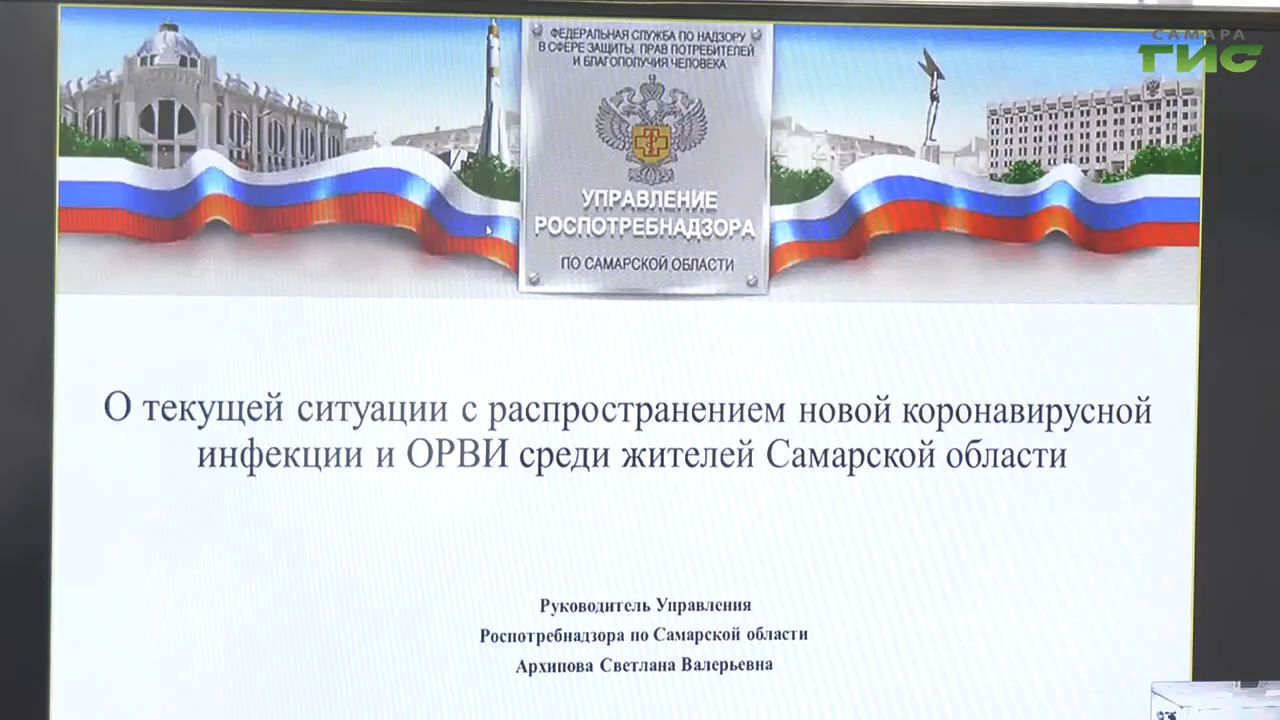 САМАРА
ГИС
ФЕДЕРАЛЬНАЯ СЛУЖБА ПО НАДЗОРУ
В СФЕРЕ ЗАЩИТЫ ПРАВ ПОТРЕБИТЕЛЕЙ
И БЛАГОПОЛУЧИЯ ЧЕЛОВЕКА
УПРАВЛЕНИЕ
РОСПОТРЕБНАДЗОРА
ПО САМАРСКОЙ ОБЛАСТИ
О текущей ситуации с распространением новой коронавирусной
инфекции и ОРВИ среди жителей Самарской области
Руководитель Управления
Роспотребнадзора по Самарской области
Архипова Светлана Валерьевна